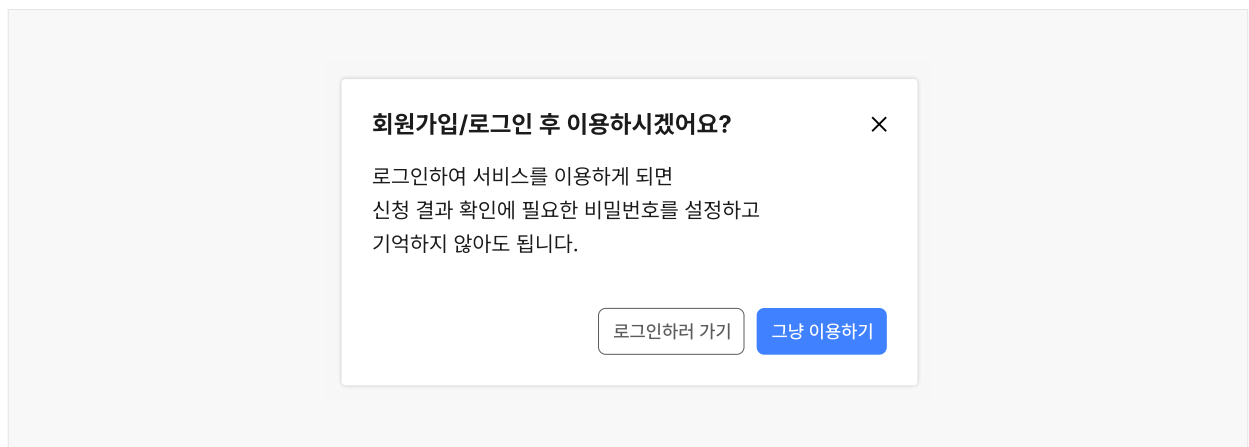 회원가입/로그인 후 이용하시겠어요?
로그인하여 서비스를 이용하게 되면
신청 결과 확인에 필요한 비밀번호를 설정하고
기억하지 않아도 됩니다.
로그인하러 가기
그냥 이용하기